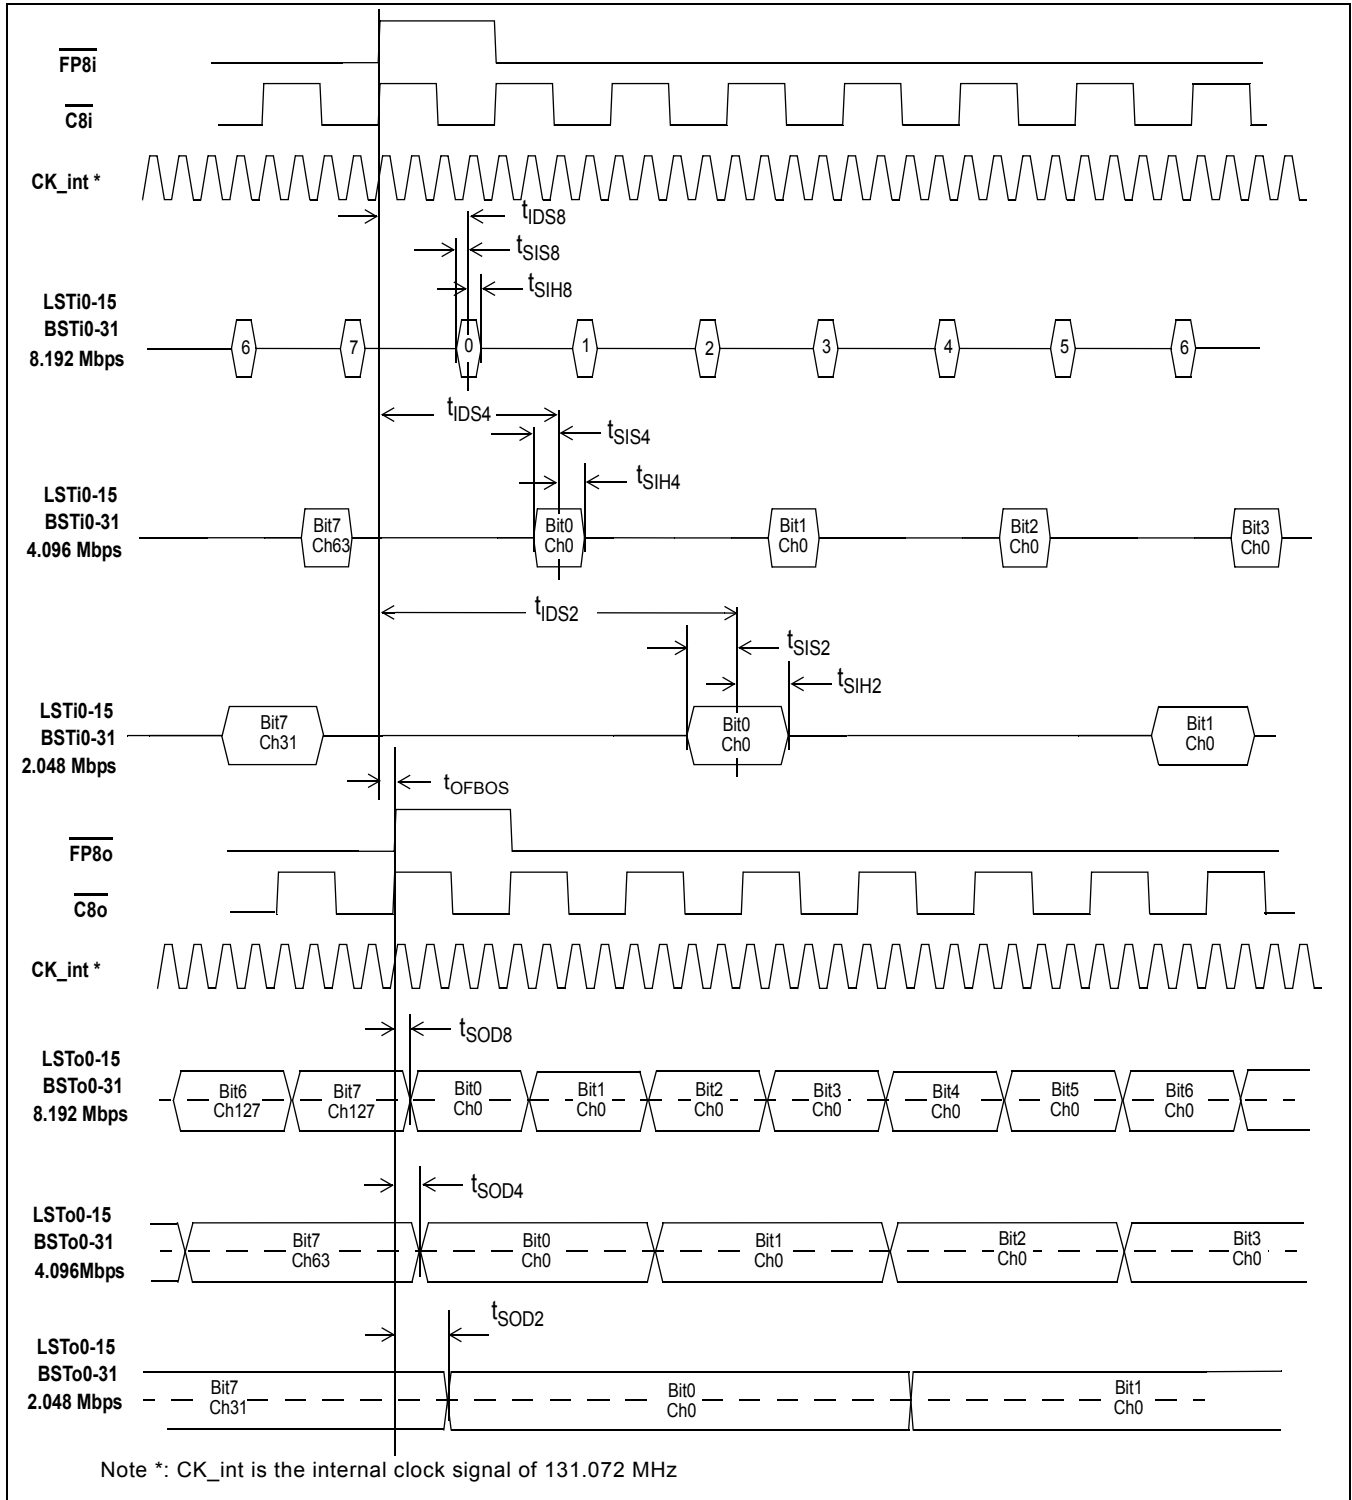 FP8i
C8i
CK_int *
tIDS8
tSIS8
tSIH8
LSTi0-15
BSTi0-31
8.192 Mbps
6 7 0 1 2 3 4 5 6
tIDS4
tSIS4
tSIH4
LSTi0-15
BSTi0-31
4.096 Mbps
Bit7 Bit0 Bit1 Bit2 Bit3
Ch63 Ch0 Ch0 Ch0 Ch0
tIDS2
tSIS2
tSIH2
LSTi0-15
BSTi0-31
2.048 Mbps
Bit7 Bit0 Bit1
Ch31 Ch0 Ch0
tOFBOS
FP8o
C8o
CK_int *
tSOD8
LSTo0-15
BSTo0-31
8.192 Mbps
Bit6 Bit7 Bit0 Bit1 Bit2 Bit3 Bit4 Bit5 Bit6
Ch127 Ch127 Ch0 Ch0 Ch0 Ch0 Ch0 Ch0 Ch0
tSOD4
LSTo0-15
BSTo0-31
4.096Mbps
Bit7 Bit0 Bit1 Bit2 Bit3
Ch63 Ch0 Ch0 Ch0 Ch0
tSOD2
LSTo0-15
BSTo0-31
2.048 Mbps
Bit7 Bit0 Bit1
Ch31 Ch0 Ch0
Note *: CK_int is the internal clock signal of 131.072 MHz